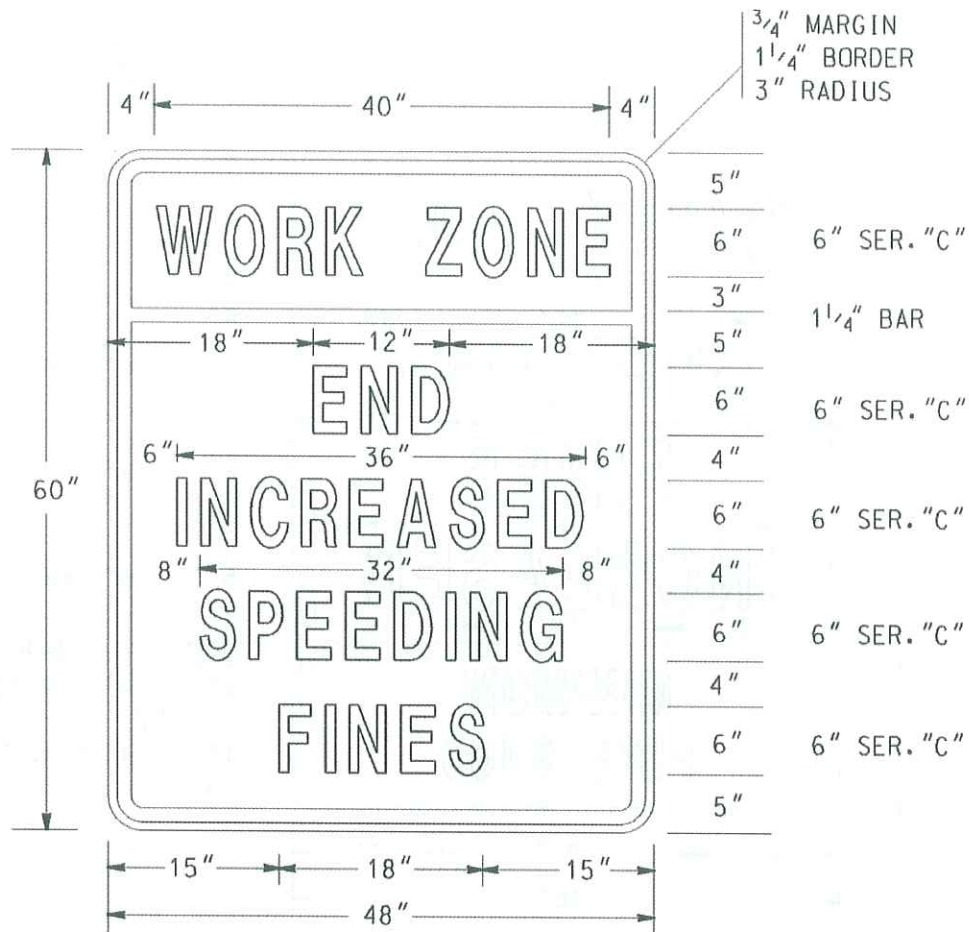 3/4" MARGIN
1 1/4" BORDER
3" RADIUS
4" 40" 4"
5"
WORK ZONE
6" 6" SER. "C"
3"
1 1/4" BAR
18" 12" 18"
5"
END
6" 6" SER. "C"
6" 36" 6"
4"
60"
INCREASED
6" 6" SER. "C"
8" 32" 8"
4"
SPEEDING
6" 6" SER. "C"
4"
FINES
6" 6" SER. "C"
5"
15" 18" 15"
48"